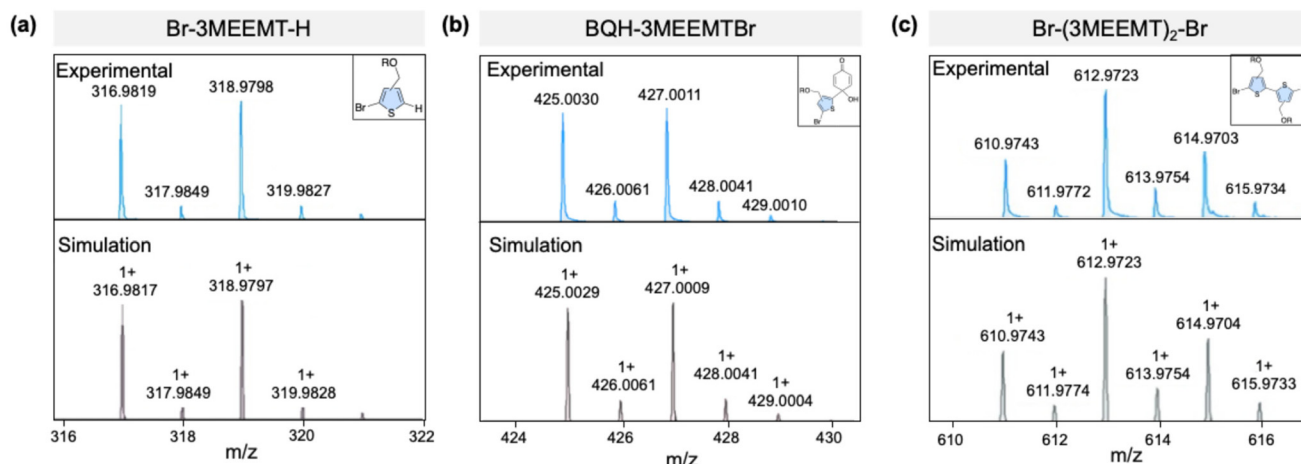 (a) Br-3MEEMT-H
Experimental
316.9819
318.9798
317.9849
319.9827
RO
Br
S
H
Simulation
1+
316.9817
1+
318.9797
1+
317.9849
1+
319.9828
316
318
320
322
m/z
(b) BQH-3MEEMTBr
Experimental
425.0030
427.0011
426.0061
428.0041
429.0010
O
RO
OH
S
Br
Simulation
1+
425.0029
1+
427.0009
1+
426.0061
1+
428.0041
1+
429.0004
424
426
428
430
m/z
(c) Br-(3MEEMT)₂-Br
Experimental
612.9723
610.9743
614.9703
611.9772
613.9754
615.9734
RO
Br
S
S
OR
Simulation
1+
612.9723
1+
610.9743
1+
614.9704
1+
611.9774
1+
613.9754
1+
615.9733
610
612
614
616
m/z